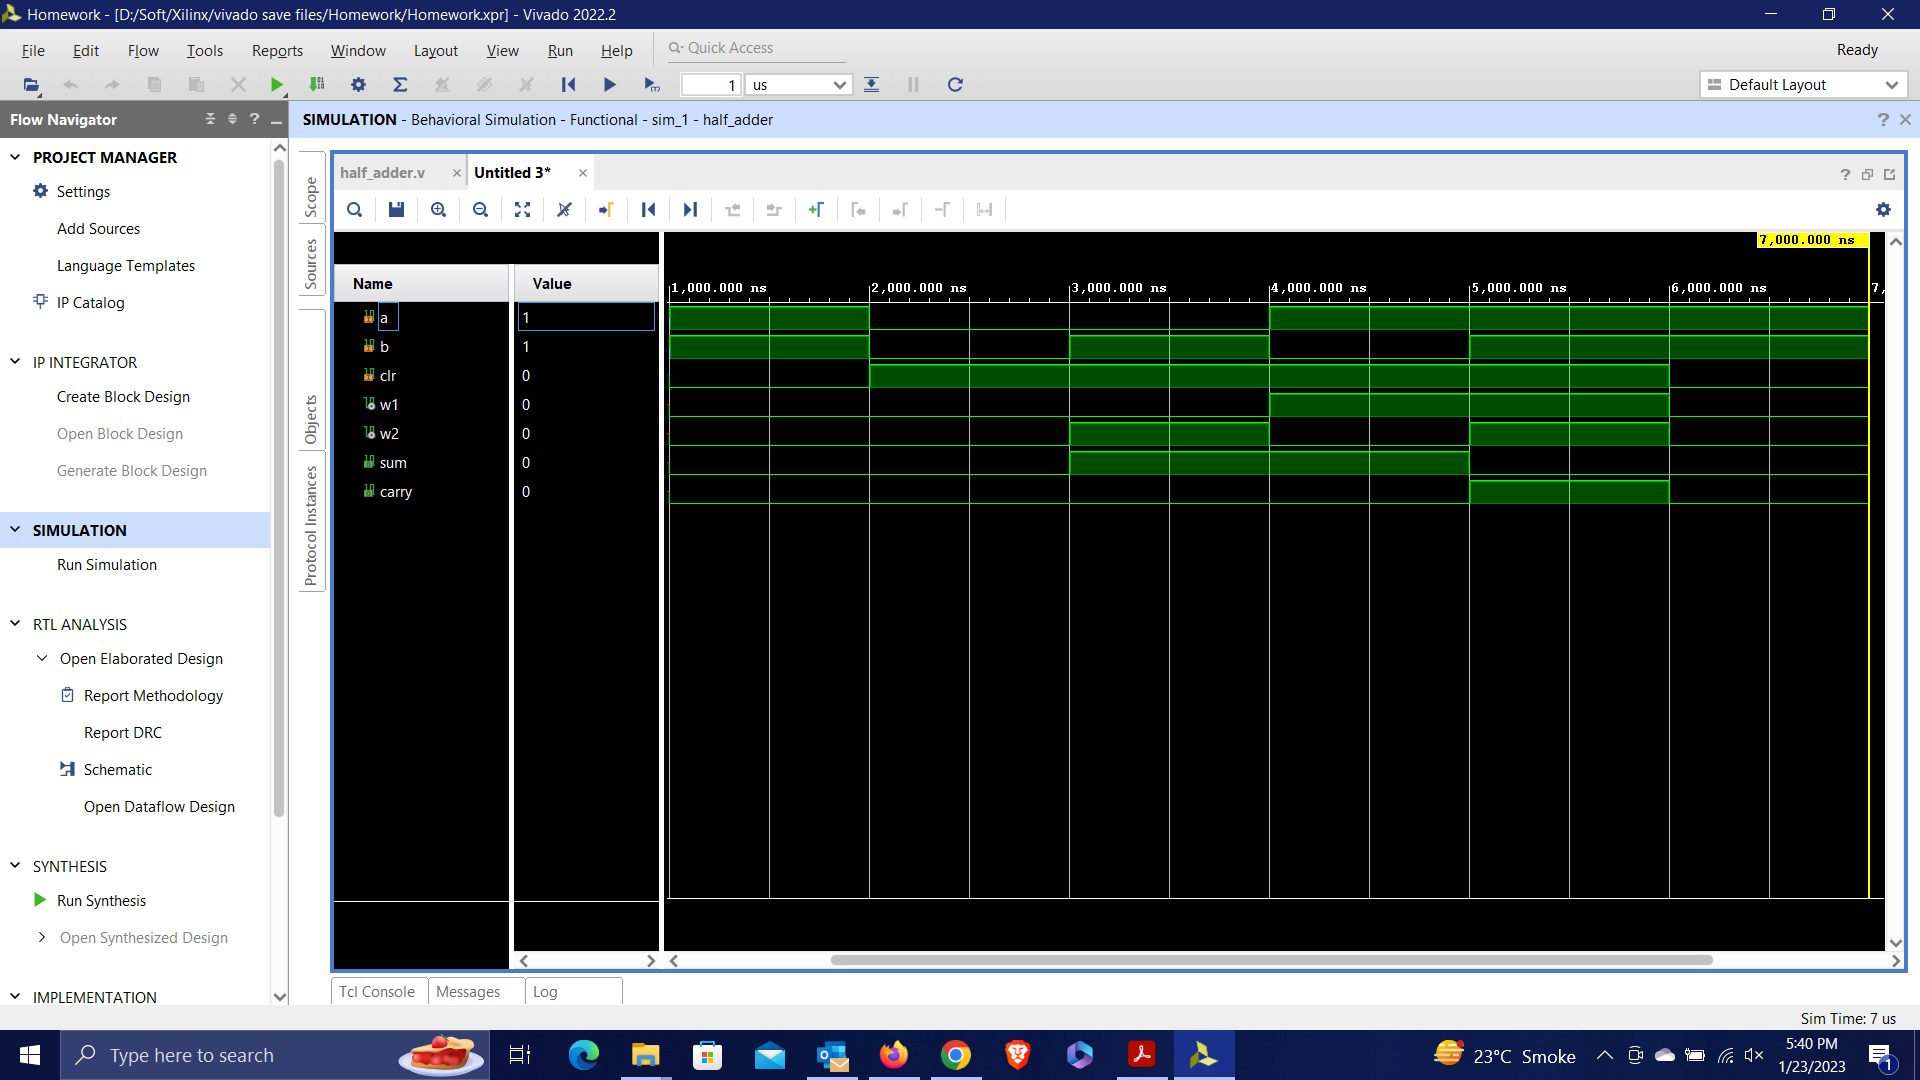 Homework - [D:/Soft/Xilinx/vivado save files/Homework/Homework.xpr] - Vivado 2022.2
File Edit Flow Tools Reports Window Layout View Run Help Quick Access Ready
1 us Default Layout
Flow Navigator ? SIMULATION - Behavioral Simulation - Functional - sim_1 - half_adder ?
PROJECT MANAGER
Settings
Add Sources
Language Templates
IP Catalog
IP INTEGRATOR
Create Block Design
Open Block Design
Generate Block Design
SIMULATION
Run Simulation
RTL ANALYSIS
Open Elaborated Design
Report Methodology
Report DRC
Schematic
Open Dataflow Design
SYNTHESIS
Run Synthesis
Open Synthesized Design
IMPLEMENTATION
Scope
Sources
Objects
Protocol Instances
half_adder.v Untitled 3* ?
7,000.000 ns
Name Value 1,000.000 ns 2,000.000 ns 3,000.000 ns 4,000.000 ns 5,000.000 ns 6,000.000 ns 7,
a 1
b 1
clr 0
w1 0
w2 0
sum 0
carry 0
Tcl Console Messages Log
Sim Time: 7 us
Type here to search
23°C Smoke
5:40 PM
1/23/2023
1